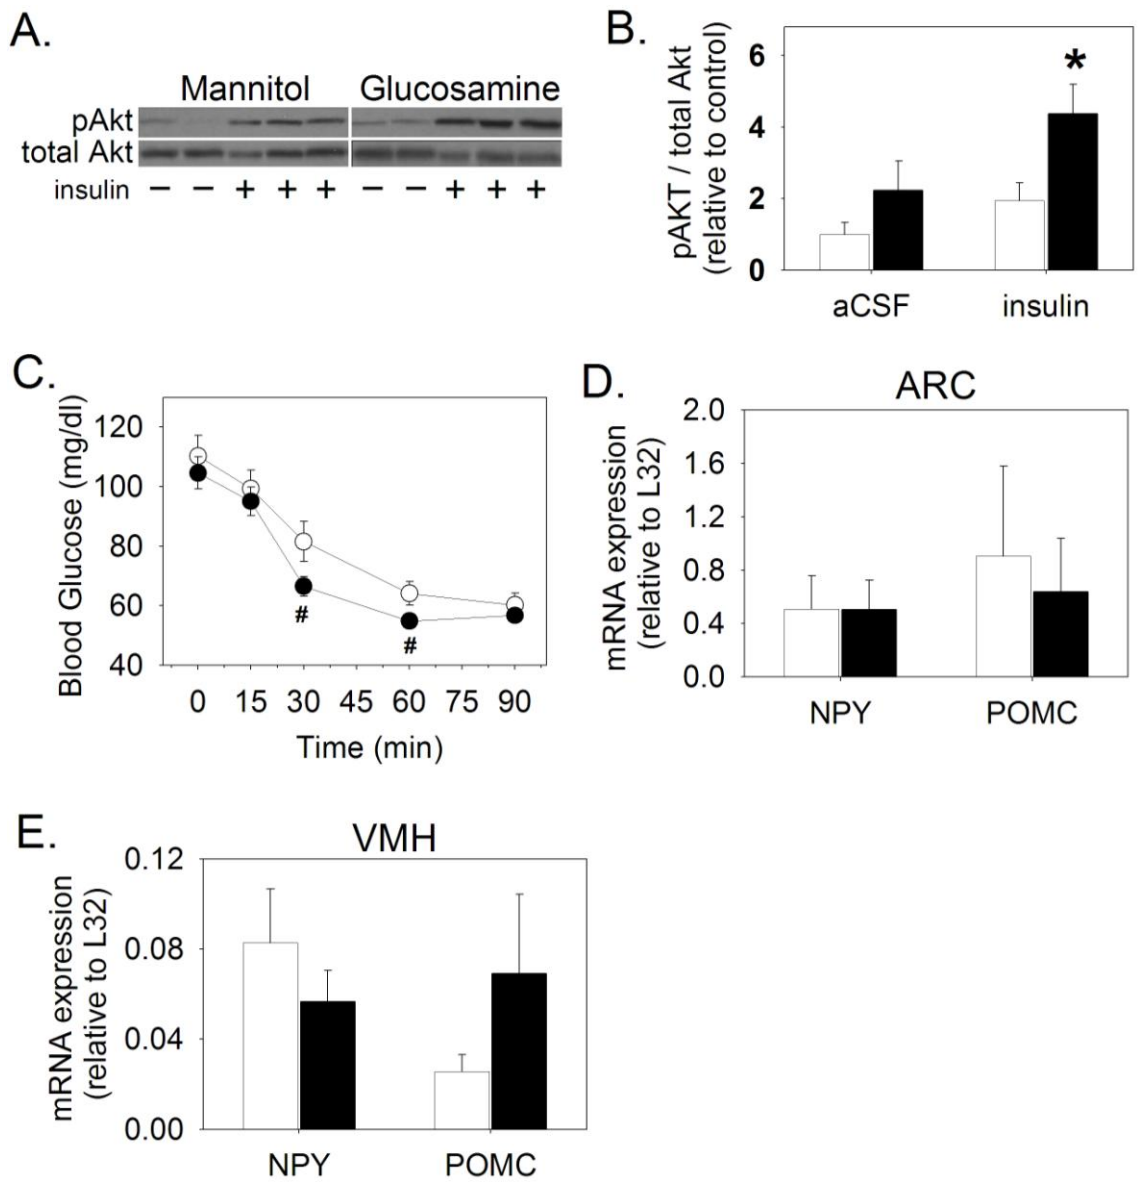 A.
Mannitol Glucosamine
pAkt
total Akt
insulin − − + + + − − + + +
B.
pAKT / total Akt
(relative to control)
6
4
2
0
*
aCSF insulin
C.
Blood Glucose (mg/dl)
120
100
80
60
40
#
#
0 15 30 45 60 75 90
Time (min)
D.
ARC
mRNA expression
(relative to L32)
2.0
1.6
1.2
0.8
0.4
0.0
NPY POMC
E.
VMH
mRNA expression
(relative to L32)
0.12
0.08
0.04
0.00
NPY POMC